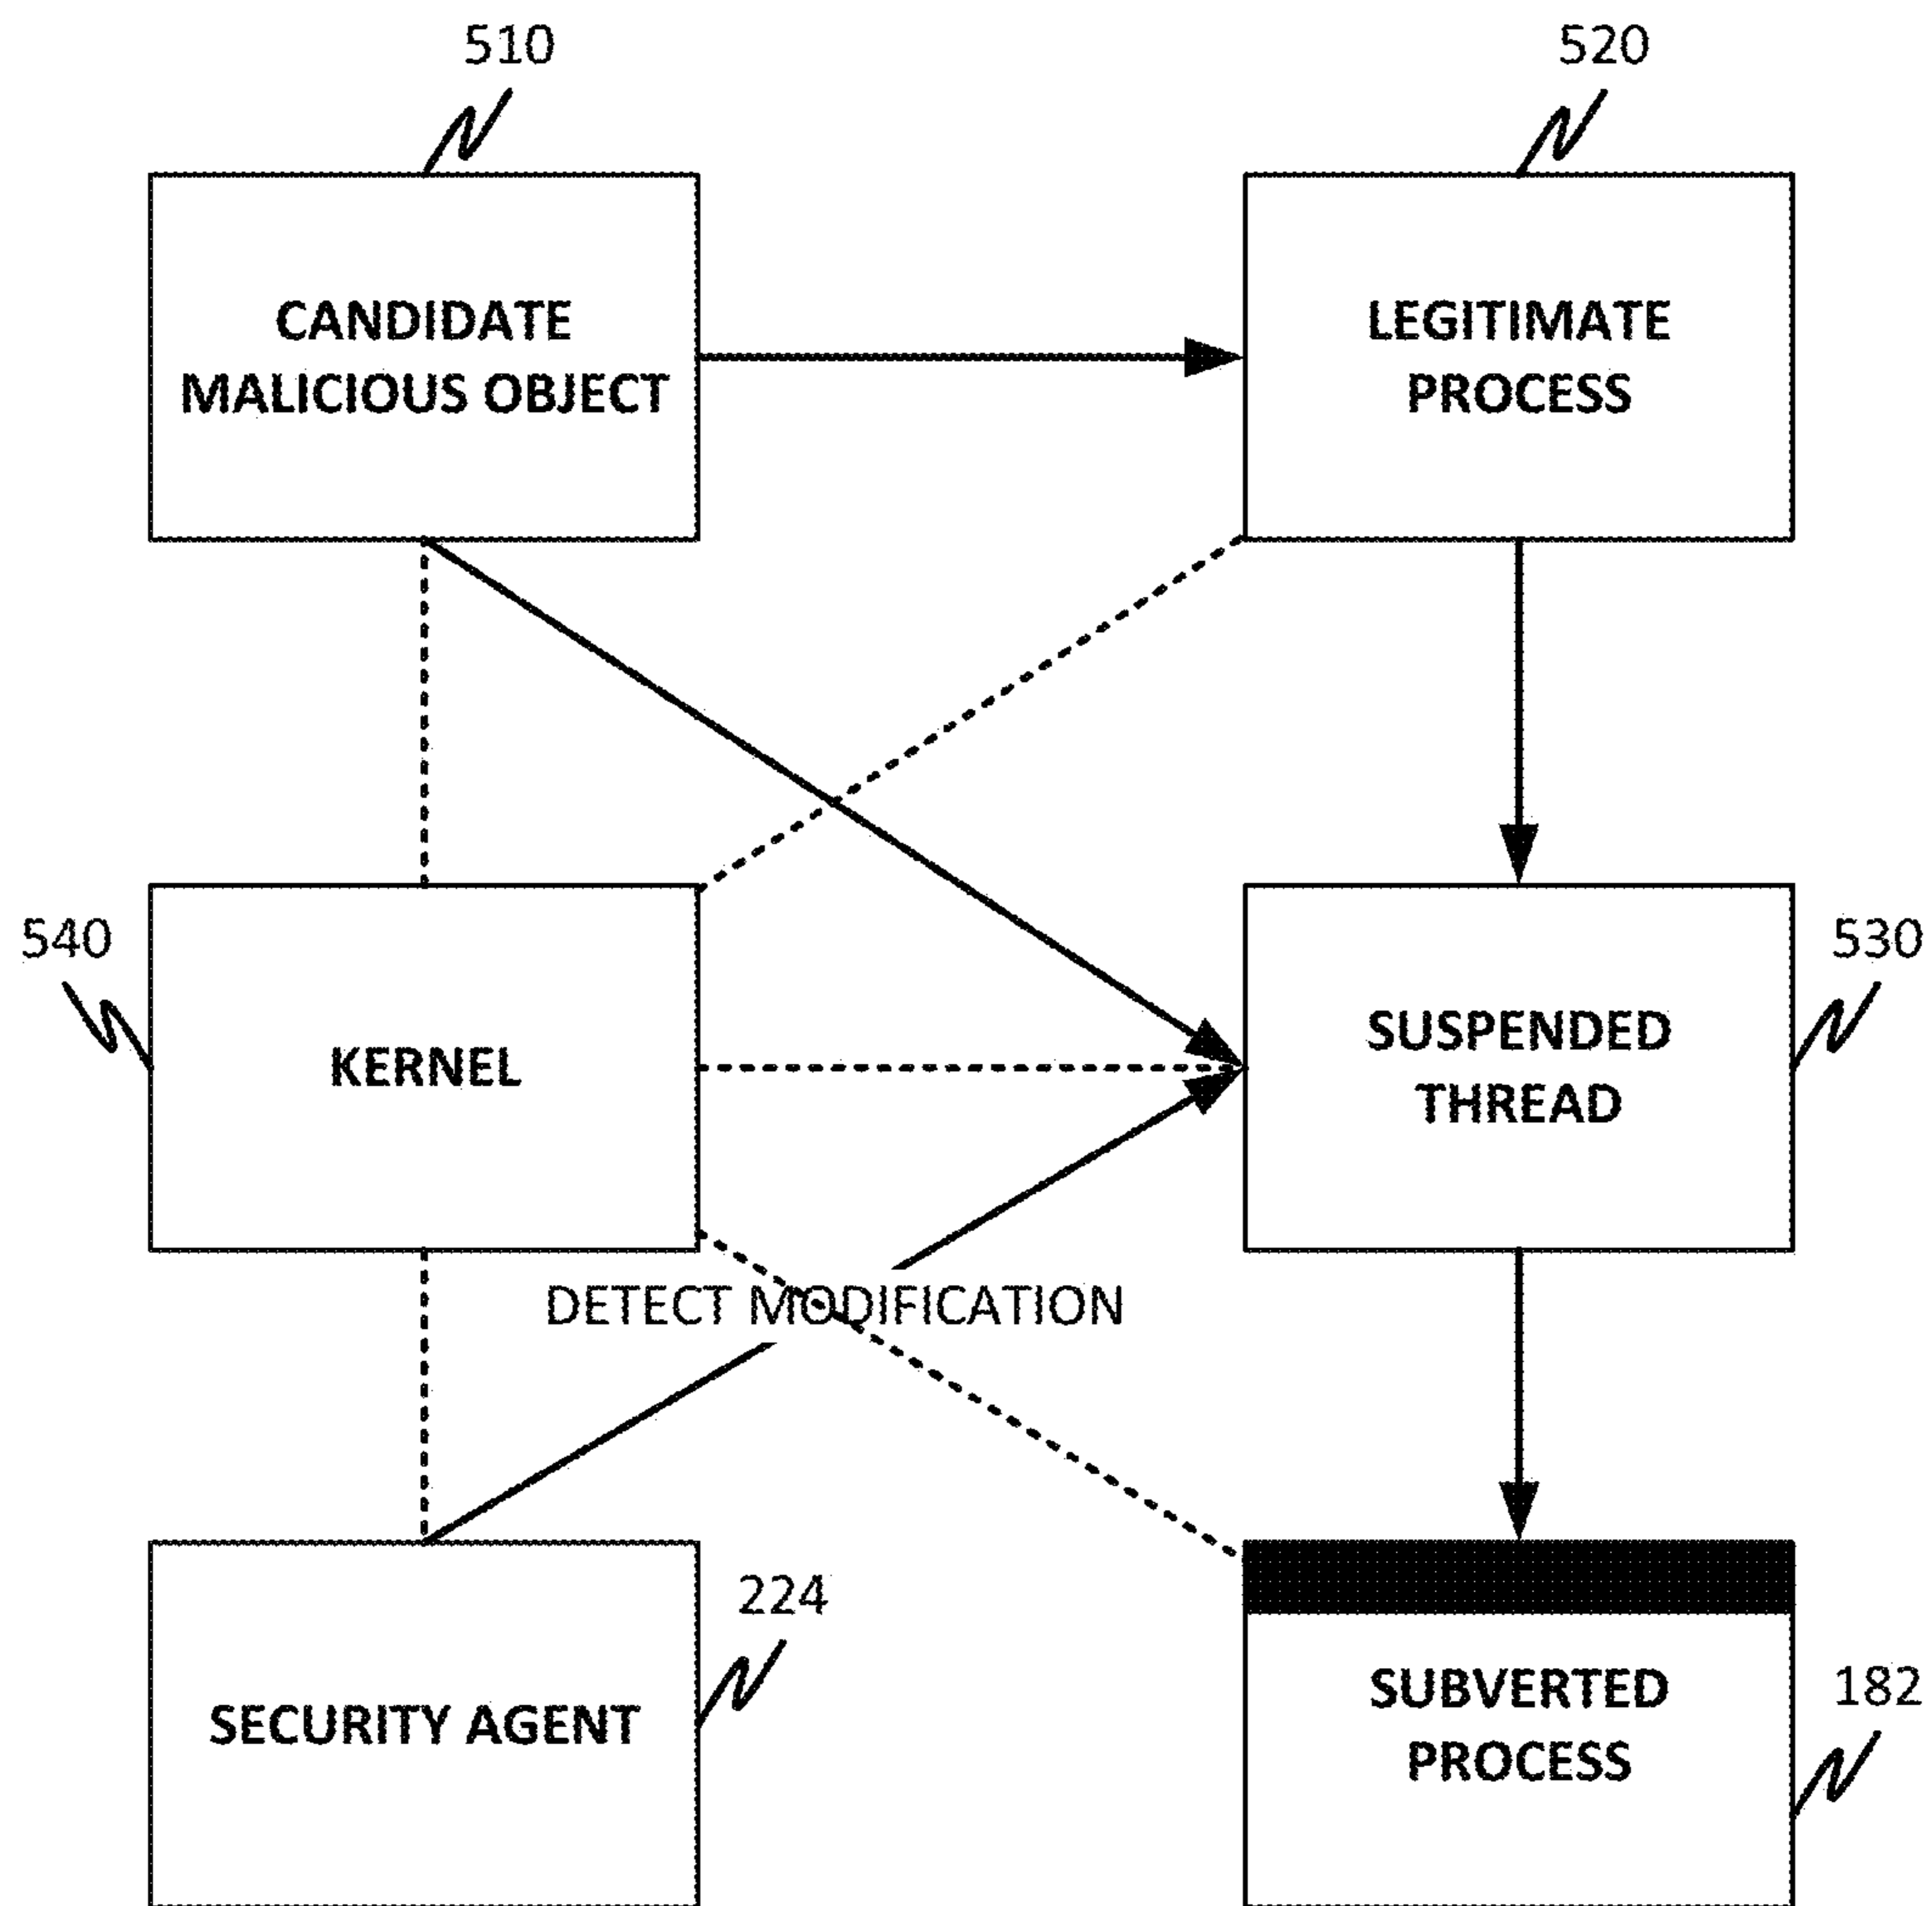 510
520
CANDIDATE
MALICIOUS OBJECT
LEGITIMATE
PROCESS
540
530
KERNEL
SUSPENDED
THREAD
DETECT MODIFICATION
224
SECURITY AGENT
SUBVERTED
PROCESS
182